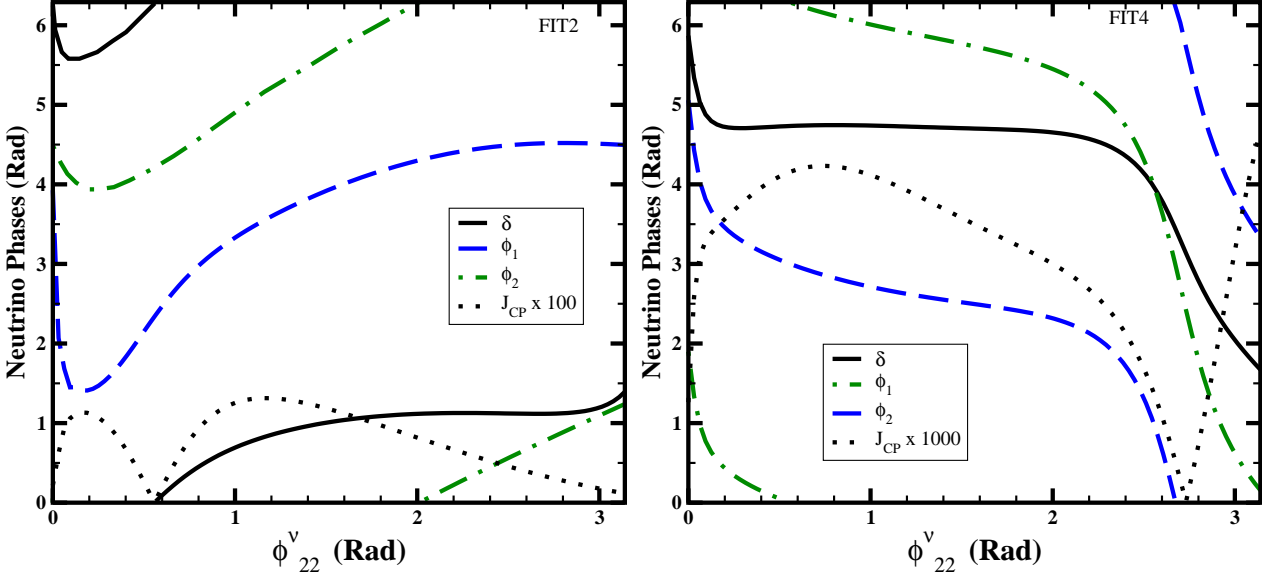 FIT2
Neutrino Phases (Rad)
6
5
4
3
2
1
0
δ
ϕ1
ϕ2
JCP x 100
0
1
2
3
ϕν22 (Rad)
FIT4
Neutrino Phases (Rad)
6
5
4
3
2
1
0
δ
ϕ1
ϕ2
JCP x 1000
0
1
2
3
ϕν22 (Rad)